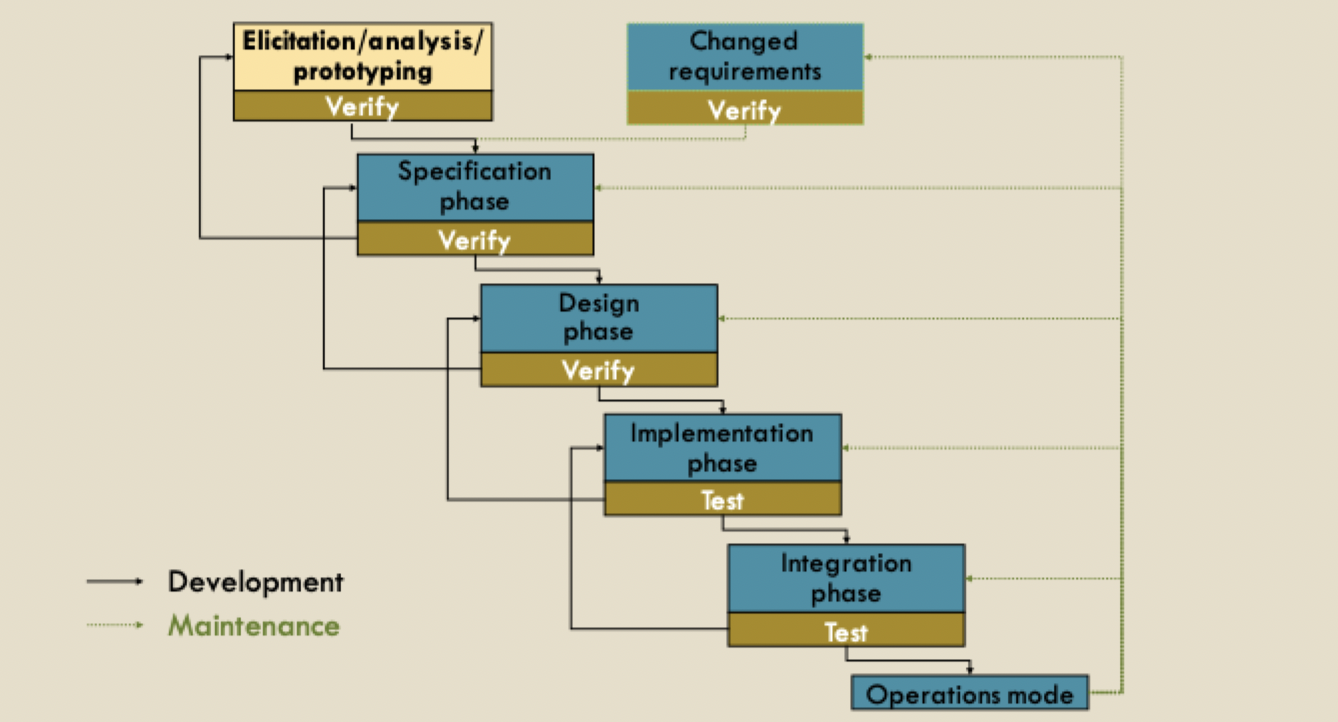 Elicitation/analysis/
prototyping
Verify
Changed
requirements
Verify
Specification
phase
Verify
Design
phase
Verify
Implementation
phase
Test
Integration
phase
Test
Operations mode
Development
Maintenance